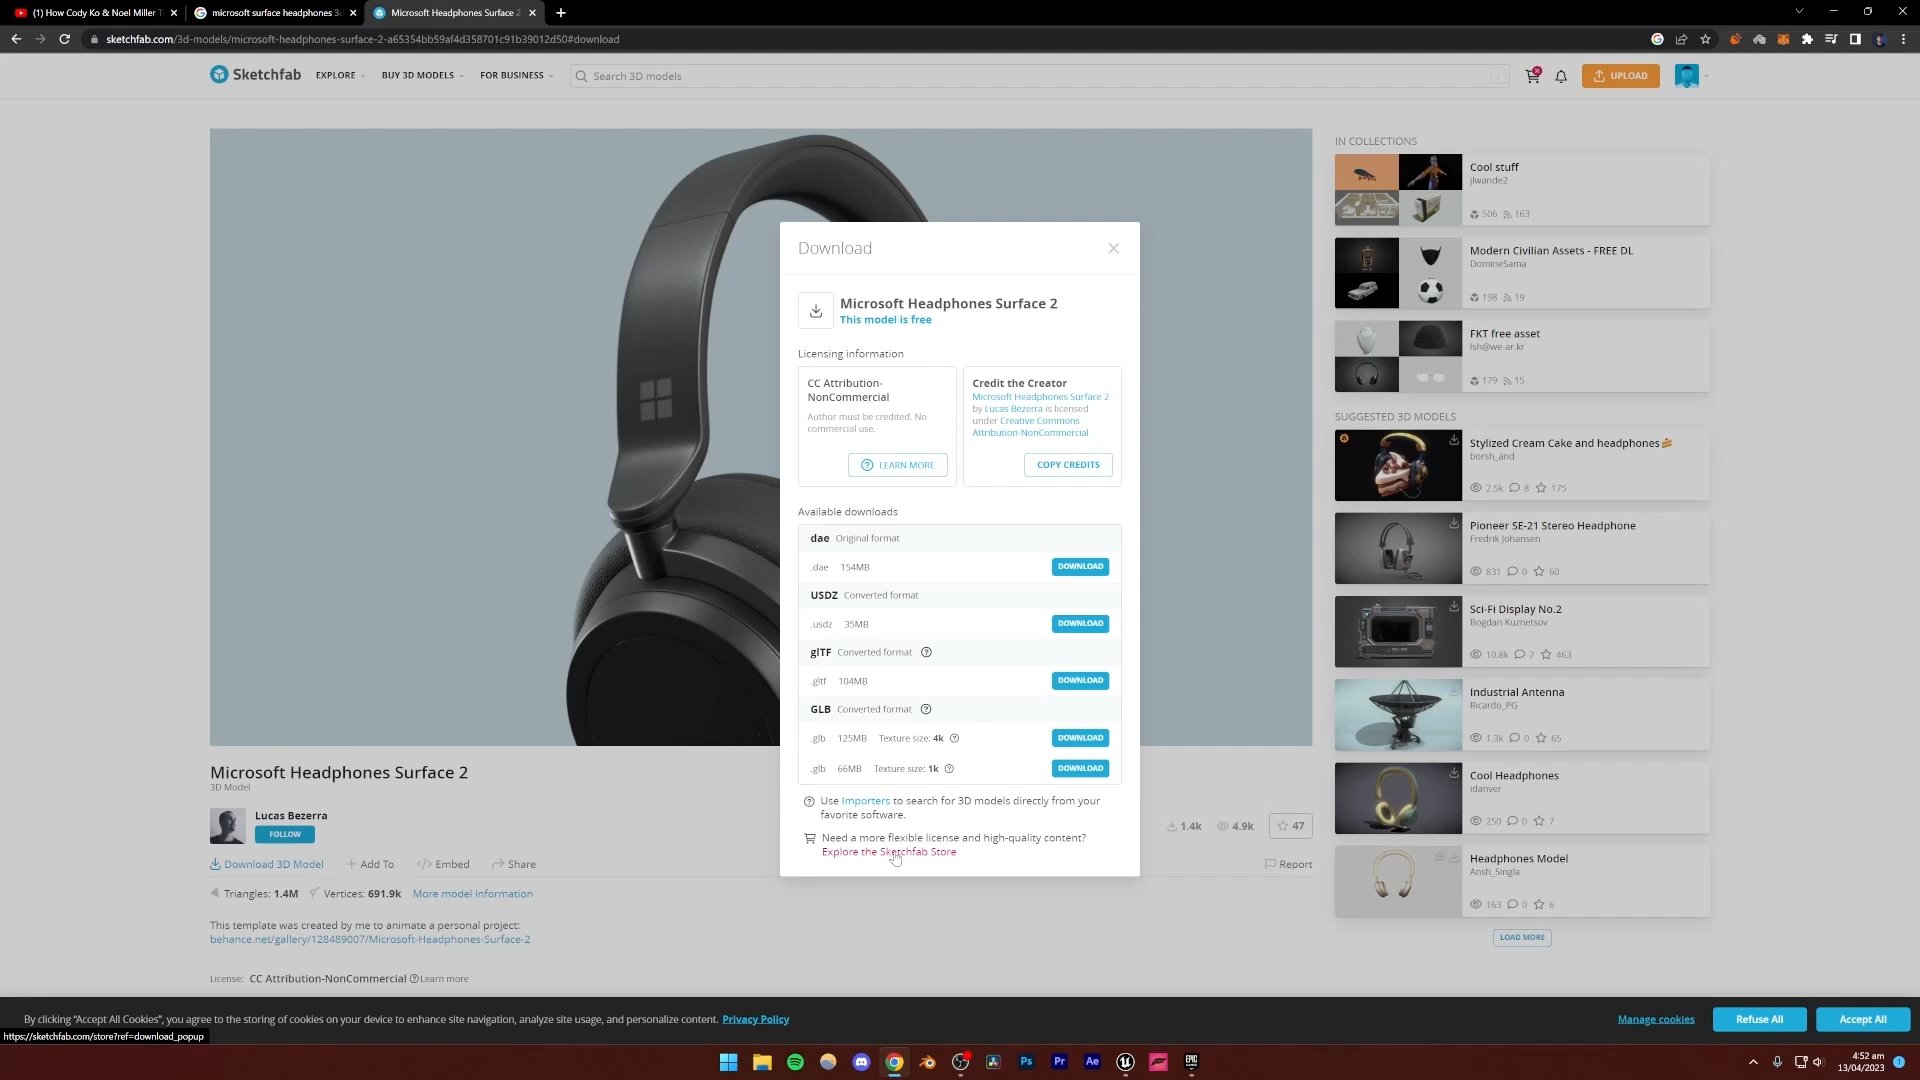 (1) How Cody Ko & Noel Miller T
microsoft surface headphones 3d
Microsoft Headphones Surface 2
sketchfab.com/3d-models/microsoft-headphones-surface-2-a65354bb59af4d358701c91b39012d50#download
Sketchfab
EXPLORE
BUY 3D MODELS
FOR BUSINESS
Search 3D models
/
UPLOAD
Download
Microsoft Headphones Surface 2
This model is free
Licensing information
CC Attribution-
NonCommercial
Author must be credited. No
commercial use.
LEARN MORE
Credit the Creator
Microsoft Headphones Surface 2
by Lucas Bezerra is licensed
under Creative Commons
Attribution-NonCommercial
COPY CREDITS
Available downloads
dae Original format
.dae 154MB DOWNLOAD
USDZ Converted format
.usdz 35MB DOWNLOAD
glTF Converted format
.gltf 104MB DOWNLOAD
GLB Converted format
.glb 125MB Texture size: 4k DOWNLOAD
.glb 66MB Texture size: 1k DOWNLOAD
Use Importers to search for 3D models directly from your
favorite software.
Need a more flexible license and high-quality content?
Explore the Sketchfab Store
Microsoft Headphones Surface 2
3D Model
Lucas Bezerra
FOLLOW
1.4k 4.9k 47
Download 3D Model
Add To
Embed
Share
Report
Triangles: 1.4M Vertices: 691.9k More model information
This template was created by me to animate a personal project:
behance.net/gallery/128489007/Microsoft-Headphones-Surface-2
License: CC Attribution-NonCommercial Learn more
IN COLLECTIONS
Cool stuff
jlwande2
506 163
Modern Civilian Assets - FREE DL
DomineSama
198 19
FKT free asset
lsh@we-ar.kr
179 15
SUGGESTED 3D MODELS
Stylized Cream Cake and headphones🍰
borsh_and
2.5k 8 175
Pioneer SE-21 Stereo Headphone
Fredrik Johansen
831 0 60
Sci-Fi Display No.2
Bogdan Kuznetsov
10.8k 7 463
Industrial Antenna
Ricardo_PG
1.3k 0 65
Cool Headphones
idanver
250 0 7
Headphones Model
Ansh_Singla
163 0 6
LOAD MORE
By clicking “Accept All Cookies”, you agree to the storing of cookies on your device to enhance site navigation, analyze site usage, and personalize content. Privacy Policy
Manage cookies
Refuse All
Accept All
https://sketchfab.com/store?ref=download_popup
Ps
Pr
Ae
EPIC
4:52 am
13/04/2023
1